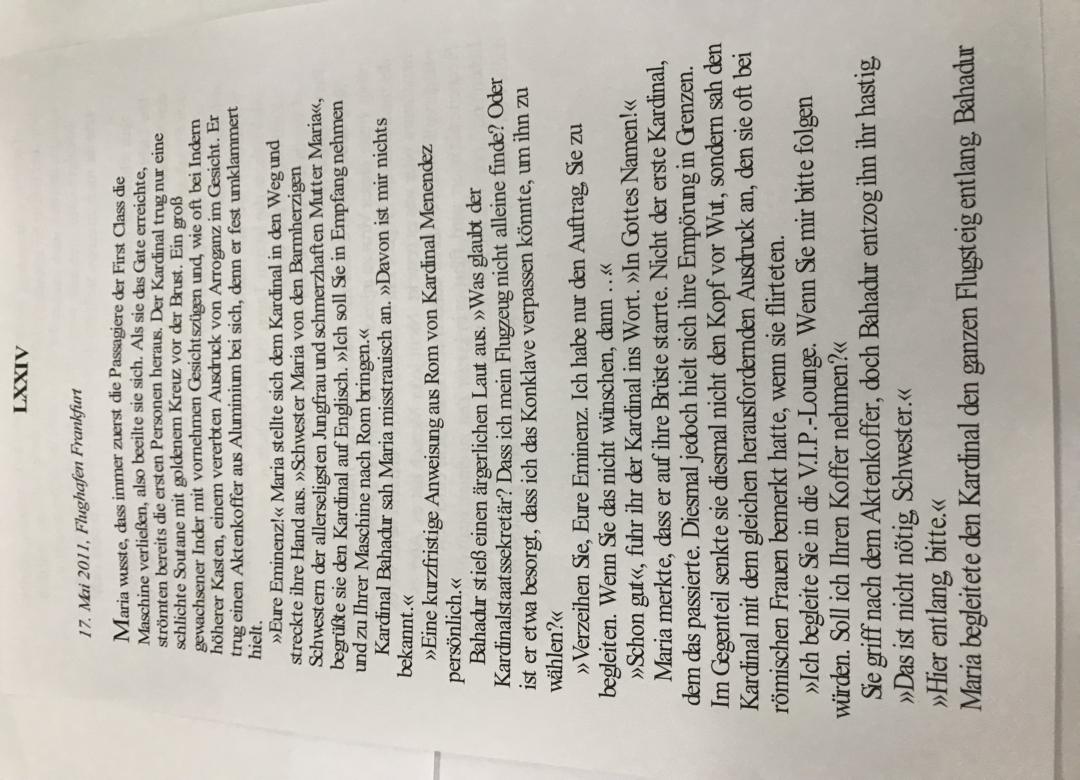 LXXIV
17. Mai 2011, Flughafen Frankfurt
Maria wusste, dass immer zuerst die Passagiere der First Class die
Maschine verließen, also beeilte sie sich. Als sie das Gate erreichte,
strömten bereits die ersten Personen heraus. Der Kardinal trug nur eine
schlichte Soutane mit goldenem Kreuz vor der Brust. Ein groß
gewachsener Inder mit vornehmen Gesichtszügen und, wie oft bei Indern
höherer Kasten, einem vererbten Ausdruck von Arroganz im Gesicht. Er
trug einen Aktenkoffer aus Aluminium bei sich, den er fest umklammert
hielt.
»Eure Eminenz!« Maria stellte sich dem Kardinal in den Weg und
streckte ihre Hand aus. »Schwester Maria von den Barmherzigen
Schwestern der allerseligsten Jungfrau und schmerzhaften Mutter Maria«,
begrüßte sie den Kardinal auf Englisch. »Ich soll Sie in Empfang nehmen
und zu Ihrer Maschine nach Rom bringen.«
Kardinal Bahadur sah Maria misstrauisch an. »Davon ist mir nichts
bekannt.«
»Eine kurzfristige Anweisung aus Rom von Kardinal Menendez
persönlich.«
Bahadur stieß einen ärgerlichen Laut aus. »Was glaubt der
Kardinalstaatssekretär? Dass ich mein Flugzeug nicht alleine finde? Oder
ist er etwa besorgt, dass ich das Konklave verpassen könnte, um ihn zu
wählen?«
»Verzeihen Sie, Eure Eminenz. Ich habe nur den Auftrag, Sie zu
begleiten. Wenn Sie das nicht wünschen, dann …«
»Schon gut«, fuhr ihr der Kardinal ins Wort. »In Gottes Namen!«
Maria merkte, dass er auf ihre Brüste starrte. Nicht der erste Kardinal,
dem das passierte. Diesmal jedoch hielt sich ihre Empörung in Grenzen.
Im Gegenteil senkte sie diesmal nicht den Kopf vor Wut, sondern sah den
Kardinal mit dem gleichen herausfordernden Ausdruck an, den sie oft bei
römischen Frauen bemerkt hatte, wenn sie flirteten.
»Ich begleite Sie in die V.I.P.-Lounge. Wenn Sie mir bitte folgen
würden. Soll ich Ihren Koffer nehmen?«
Sie griff nach dem Aktenkoffer, doch Bahadur entzog ihn ihr hastig.
»Das ist nicht nötig, Schwester.«
»Hier entlang, bitte.«
Maria begleitete den Kardinal den ganzen Flugsteig entlang. Bahadur